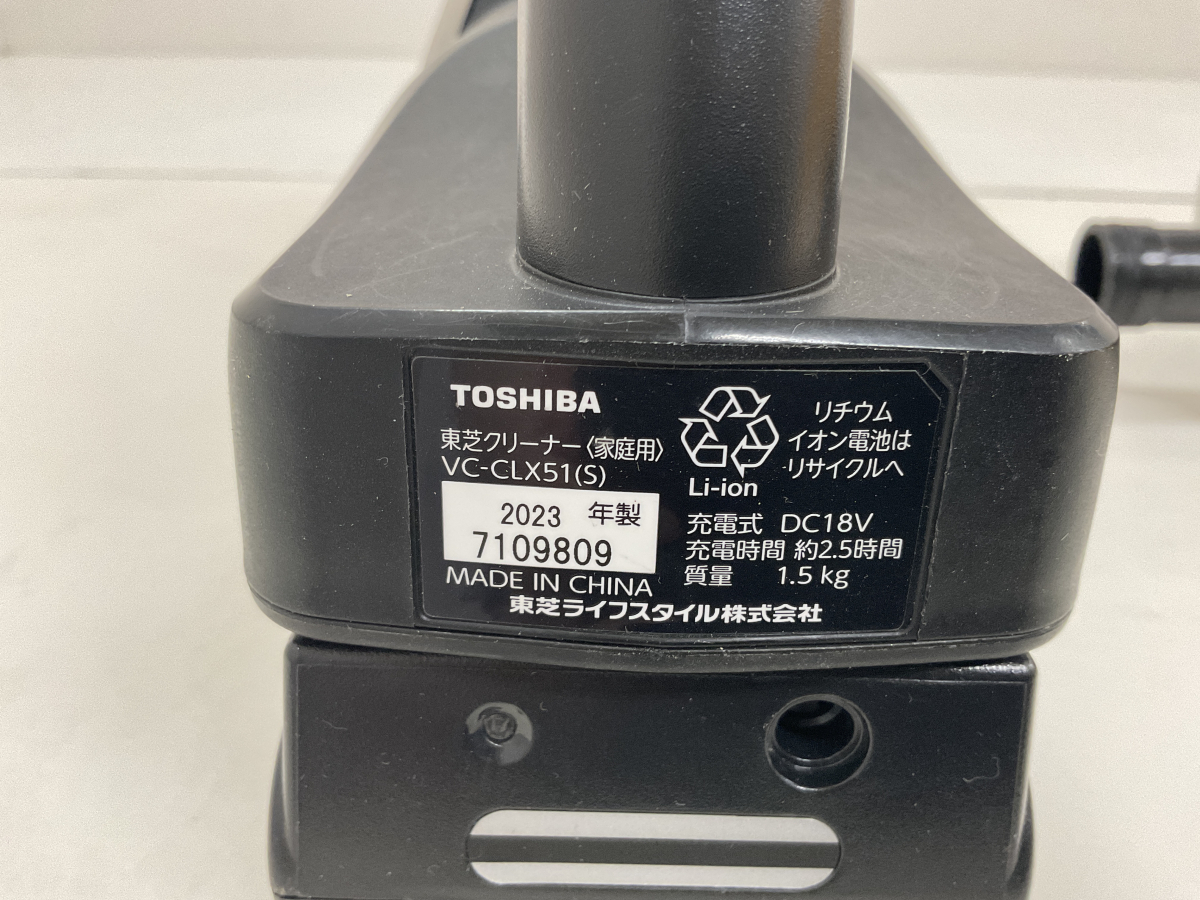 TOSHIBA
東芝クリーナー〈家庭用〉
VC-CLX51(S)
2023 年製
7109809
MADE IN CHINA
リチウム
イオン電池は
リサイクルへ
Li-ion
充電式 DC18V
充電時間 約2.5時間
質量 1.5 kg
東芝ライフスタイル株式会社